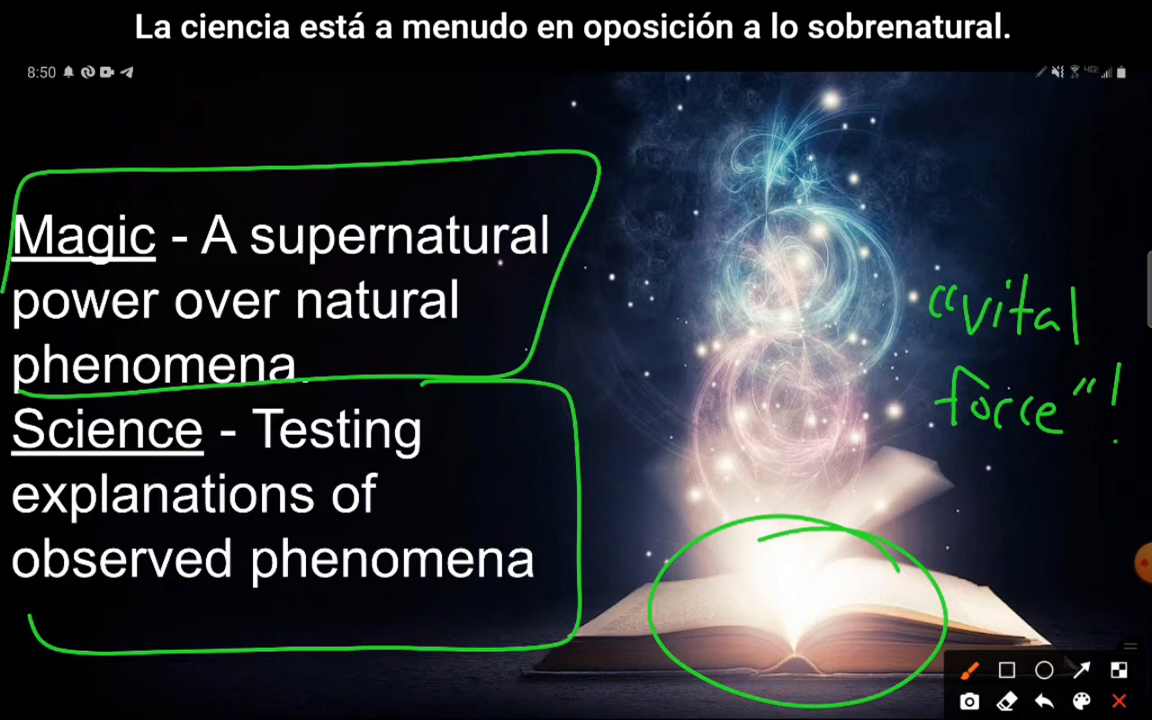 La ciencia está a menudo en oposición a lo sobrenatural.
8:50
Magic - A supernatural
power over natural
phenomena.
Science - Testing
explanations of
observed phenomena
"vital
force"!